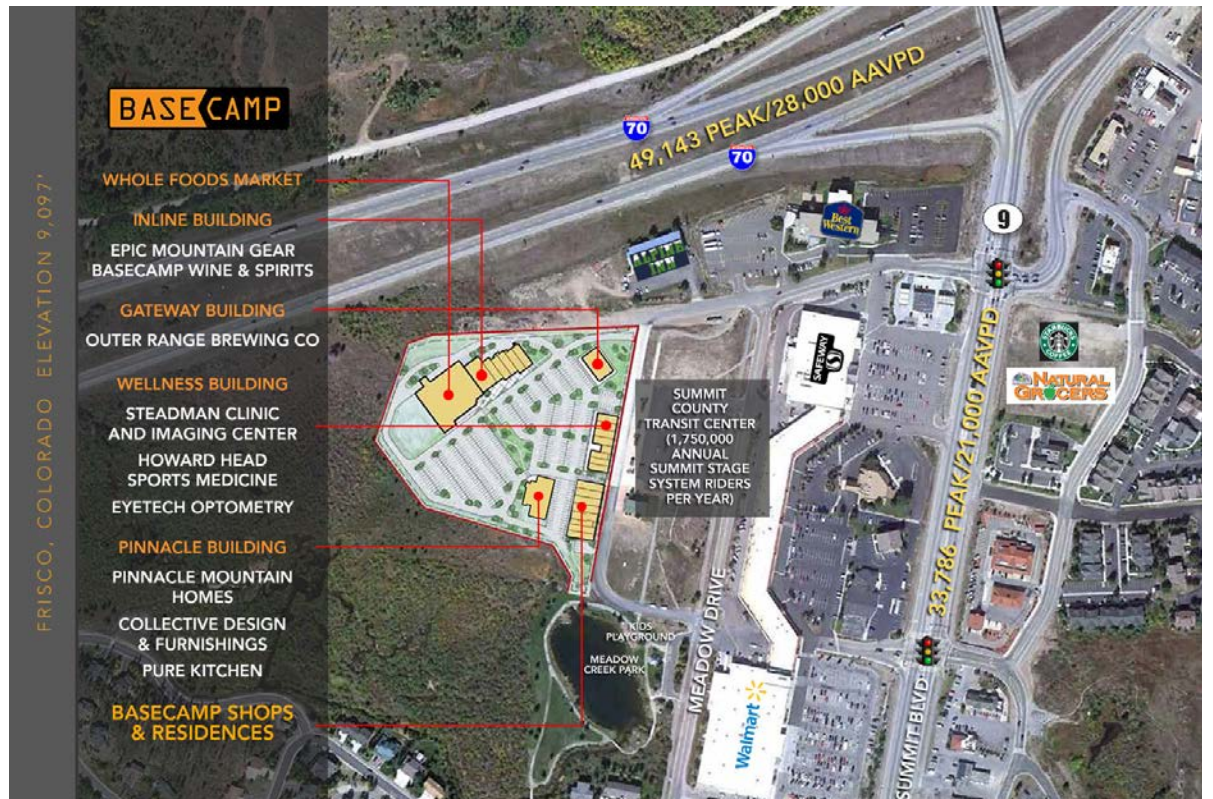 BASECAMP
FRISCO, COLORADO ELEVATION 9,097'
WHOLE FOODS MARKET
INLINE BUILDING
EPIC MOUNTAIN GEAR
BASECAMP WINE & SPIRITS
GATEWAY BUILDING
OUTER RANGE BREWING CO
WELLNESS BUILDING
STEADMAN CLINIC
AND IMAGING CENTER
HOWARD HEAD
SPORTS MEDICINE
EYETECH OPTOMETRY
PINNACLE BUILDING
PINNACLE MOUNTAIN
HOMES
COLLECTIVE DESIGN
& FURNISHINGS
PURE KITCHEN
BASECAMP SHOPS
& RESIDENCES
70
49,143 PEAK/28,000 AAVPD
70
Best
Western
ALPINE
INN
9
SAFEWAY
STARBUCKS
COFFEE
NATURAL
GROCERS
SUMMIT
COUNTY
TRANSIT CENTER
(1,750,000
ANNUAL
SUMMIT STAGE
SYSTEM RIDERS
PER YEAR)
33,786 PEAK/21,000 AAVPD
KIDS
PLAYGROUND
MEADOW
CREEK PARK
MEADOW DRIVE
Walmart
SUMMIT BLVD